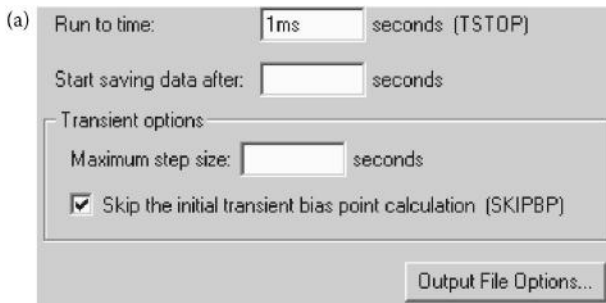 (a)
Run to time: 1ms seconds (TSTOP)
Start saving data after: seconds
Transient options
Maximum step size: seconds
Skip the initial transient bias point calculation (SKIPBP)
Output File Options...